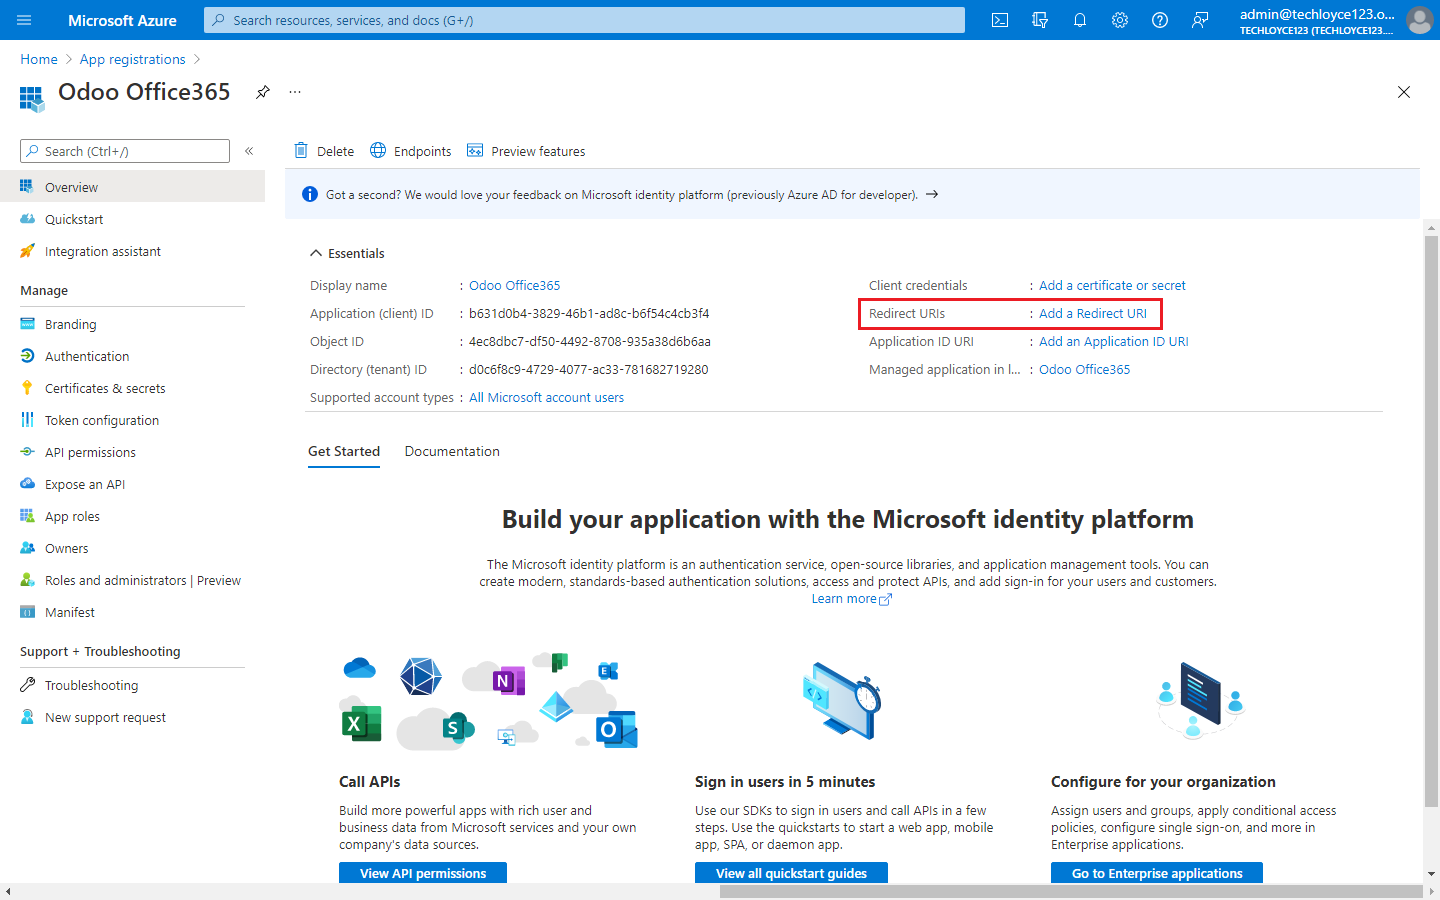 Microsoft Azure
Search resources, services, and docs (G+/)
admin@techloyce123.o...
TECHLOYCE123 (TECHLOYCE123....
Home > App registrations >
Odoo Office365
...
Search (Ctrl+/)
«
Overview
Quickstart
Integration assistant
Manage
Branding
Authentication
Certificates & secrets
Token configuration
API permissions
Expose an API
App roles
Owners
Roles and administrators | Preview
Manifest
Support + Troubleshooting
Troubleshooting
New support request
Delete Endpoints Preview features
Got a second? We would love your feedback on Microsoft identity platform (previously Azure AD for developer). →
Essentials
Display name : Odoo Office365
Application (client) ID : b631d0b4-3829-46b1-ad8c-b6f54c4cb3f4
Object ID : 4ec8dbc7-df50-4492-8708-935a38d6b6aa
Directory (tenant) ID : d0c6f8c9-4729-4077-ac33-781682719280
Supported account types : All Microsoft account users
Client credentials : Add a certificate or secret
Redirect URIs : Add a Redirect URI
Application ID URI : Add an Application ID URI
Managed application in l... : Odoo Office365
Get Started Documentation
Build your application with the Microsoft identity platform
The Microsoft identity platform is an authentication service, open-source libraries, and application management tools. You can
create modern, standards-based authentication solutions, access and protect APIs, and add sign-in for your users and customers.
Learn more
N
E
X
S
O
Call APIs
Build more powerful apps with rich user and
business data from Microsoft services and your own
company's data sources.
View API permissions
Sign in users in 5 minutes
Use our SDKs to sign in users and call APIs in a few
steps. Use the quickstarts to start a web app, mobile
app, SPA, or daemon app.
View all quickstart guides
Configure for your organization
Assign users and groups, apply conditional access
policies, configure single sign-on, and more in
Enterprise applications.
Go to Enterprise applications